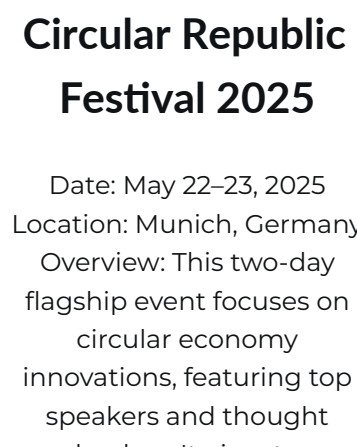 Circular Republic
Festival 2025
Date: May 22–23, 2025
Location: Munich, Germany
Overview: This two-day
flagship event focuses on
circular economy
innovations, featuring top
speakers and thought